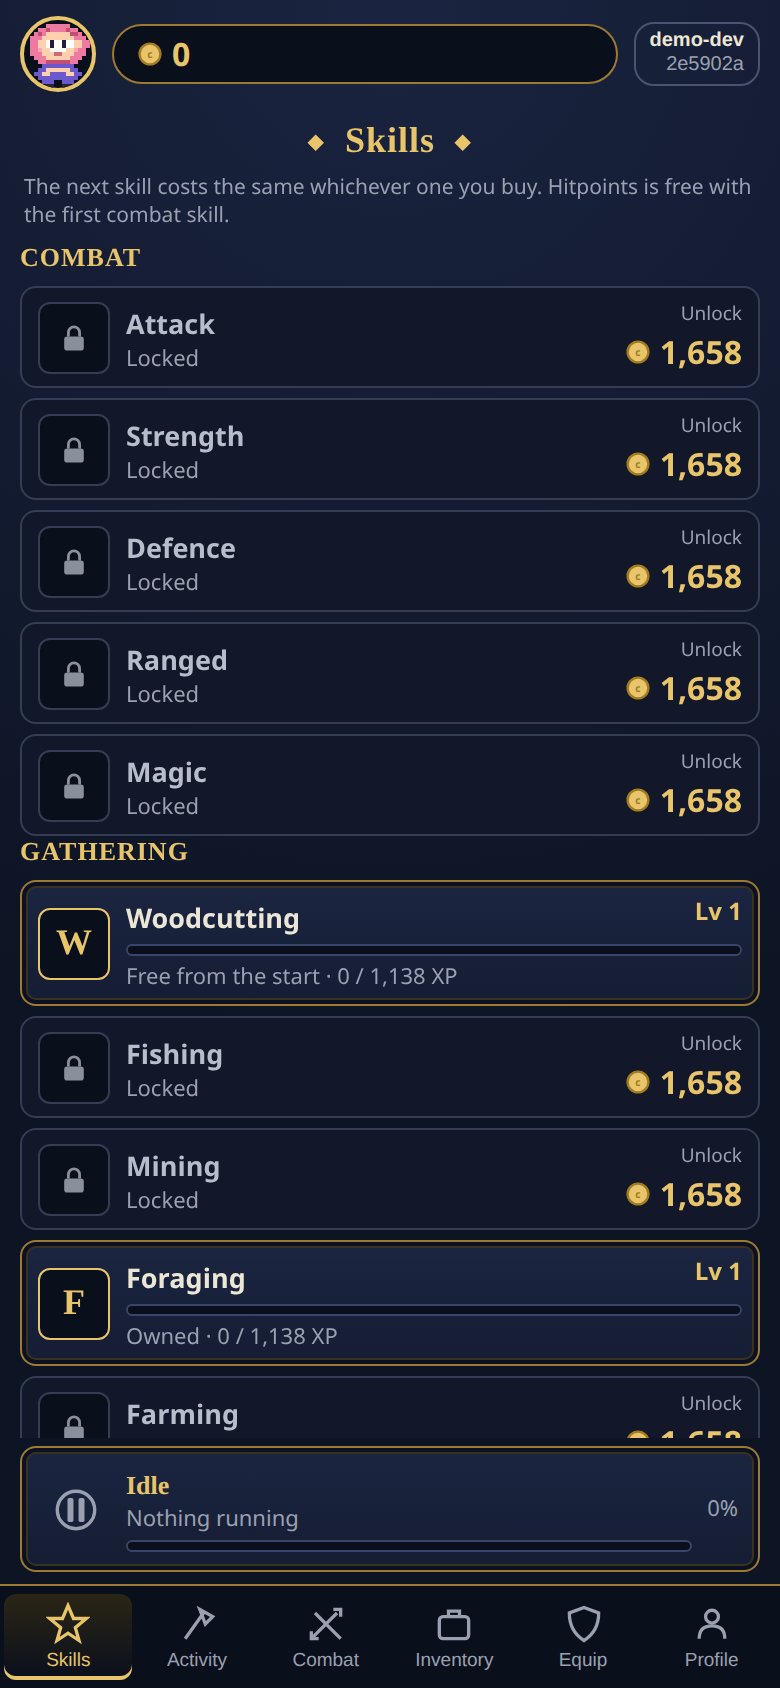 0
demo-dev
2e5902a
Skills
The next skill costs the same whichever one you buy. Hitpoints is free with
the first combat skill.
COMBAT
Attack
Locked
Unlock
c 1,658
Strength
Locked
Unlock
c 1,658
Defence
Locked
Unlock
c 1,658
Ranged
Locked
Unlock
c 1,658
Magic
Locked
Unlock
c 1,658
GATHERING
W
Woodcutting
Lv 1
Free from the start · 0 / 1,138 XP
Fishing
Locked
Unlock
c 1,658
Mining
Locked
Unlock
c 1,658
F
Foraging
Lv 1
Owned · 0 / 1,138 XP
Farming
Unlock
1,658
Idle
Nothing running
0%
Skills
Activity
Combat
Inventory
Equip
Profile